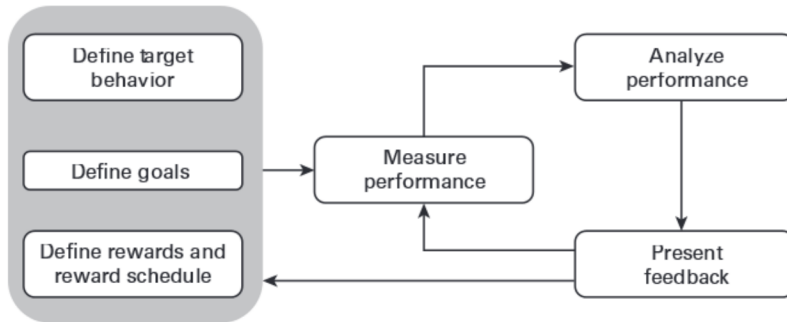 Define target
behavior
Define goals
Define rewards and
reward schedule
Measure
performance
Analyze
performance
Present
feedback